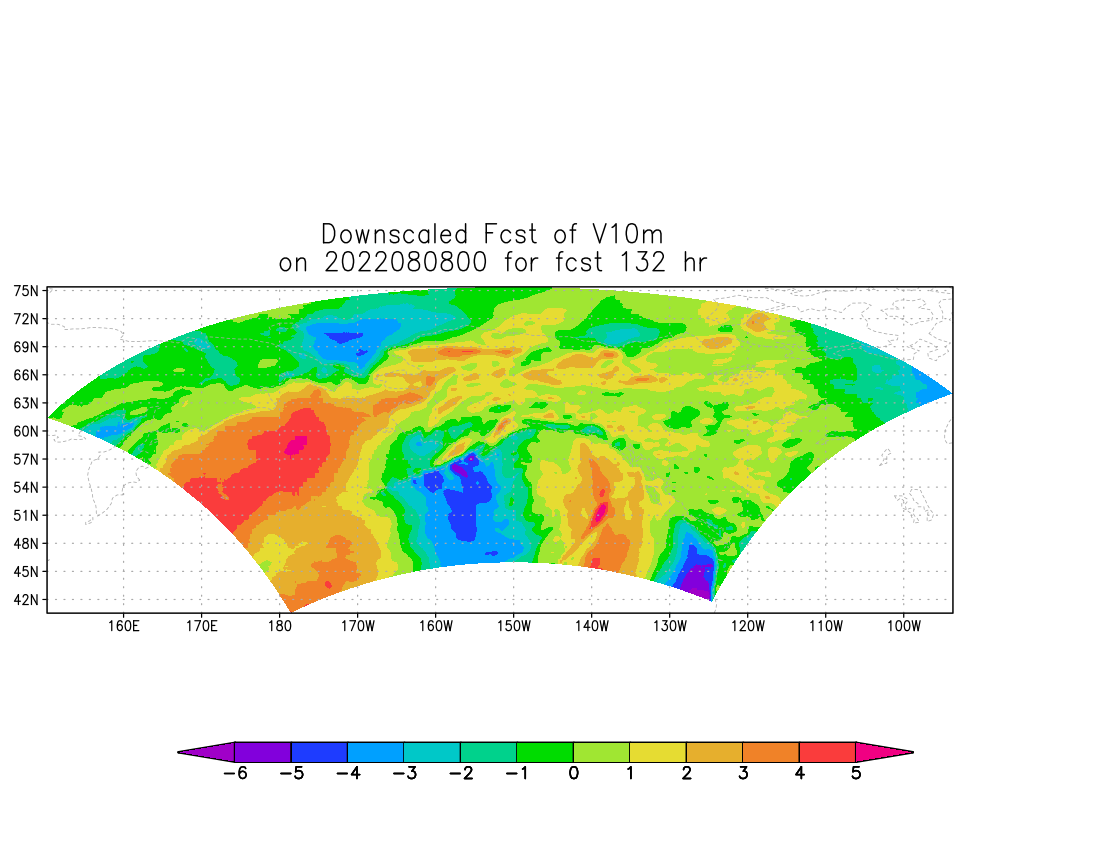 Downscaled Fcst of V10m
on 2022080800 for fcst 132 hr
75N
72N
69N
66N
63N
60N
57N
54N
51N
48N
45N
42N
160E 170E 180 170W 160W 150W 140W 130W 120W 110W 100W
−6 −5 −4 −3 −2 −1 0 1 2 3 4 5